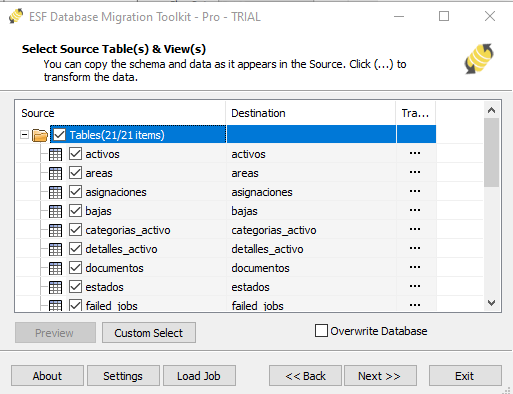 ESF Database Migration Toolkit - Pro - TRIAL
Select Source Table(s) & View(s)
You can copy the schema and data as it appears in the Source. Click (...) to
transform the data.
Source Destination Tra...
Tables(21/21 items)
activos activos ...
areas areas ...
asignaciones asignaciones ...
bajas bajas ...
categorias_activo categorias_activo ...
detalles_activo detalles_activo ...
documentos documentos ...
estados estados ...
failed_jobs failed_jobs ...
Preview Custom Select Overwrite Database
About Settings Load Job << Back Next >> Exit